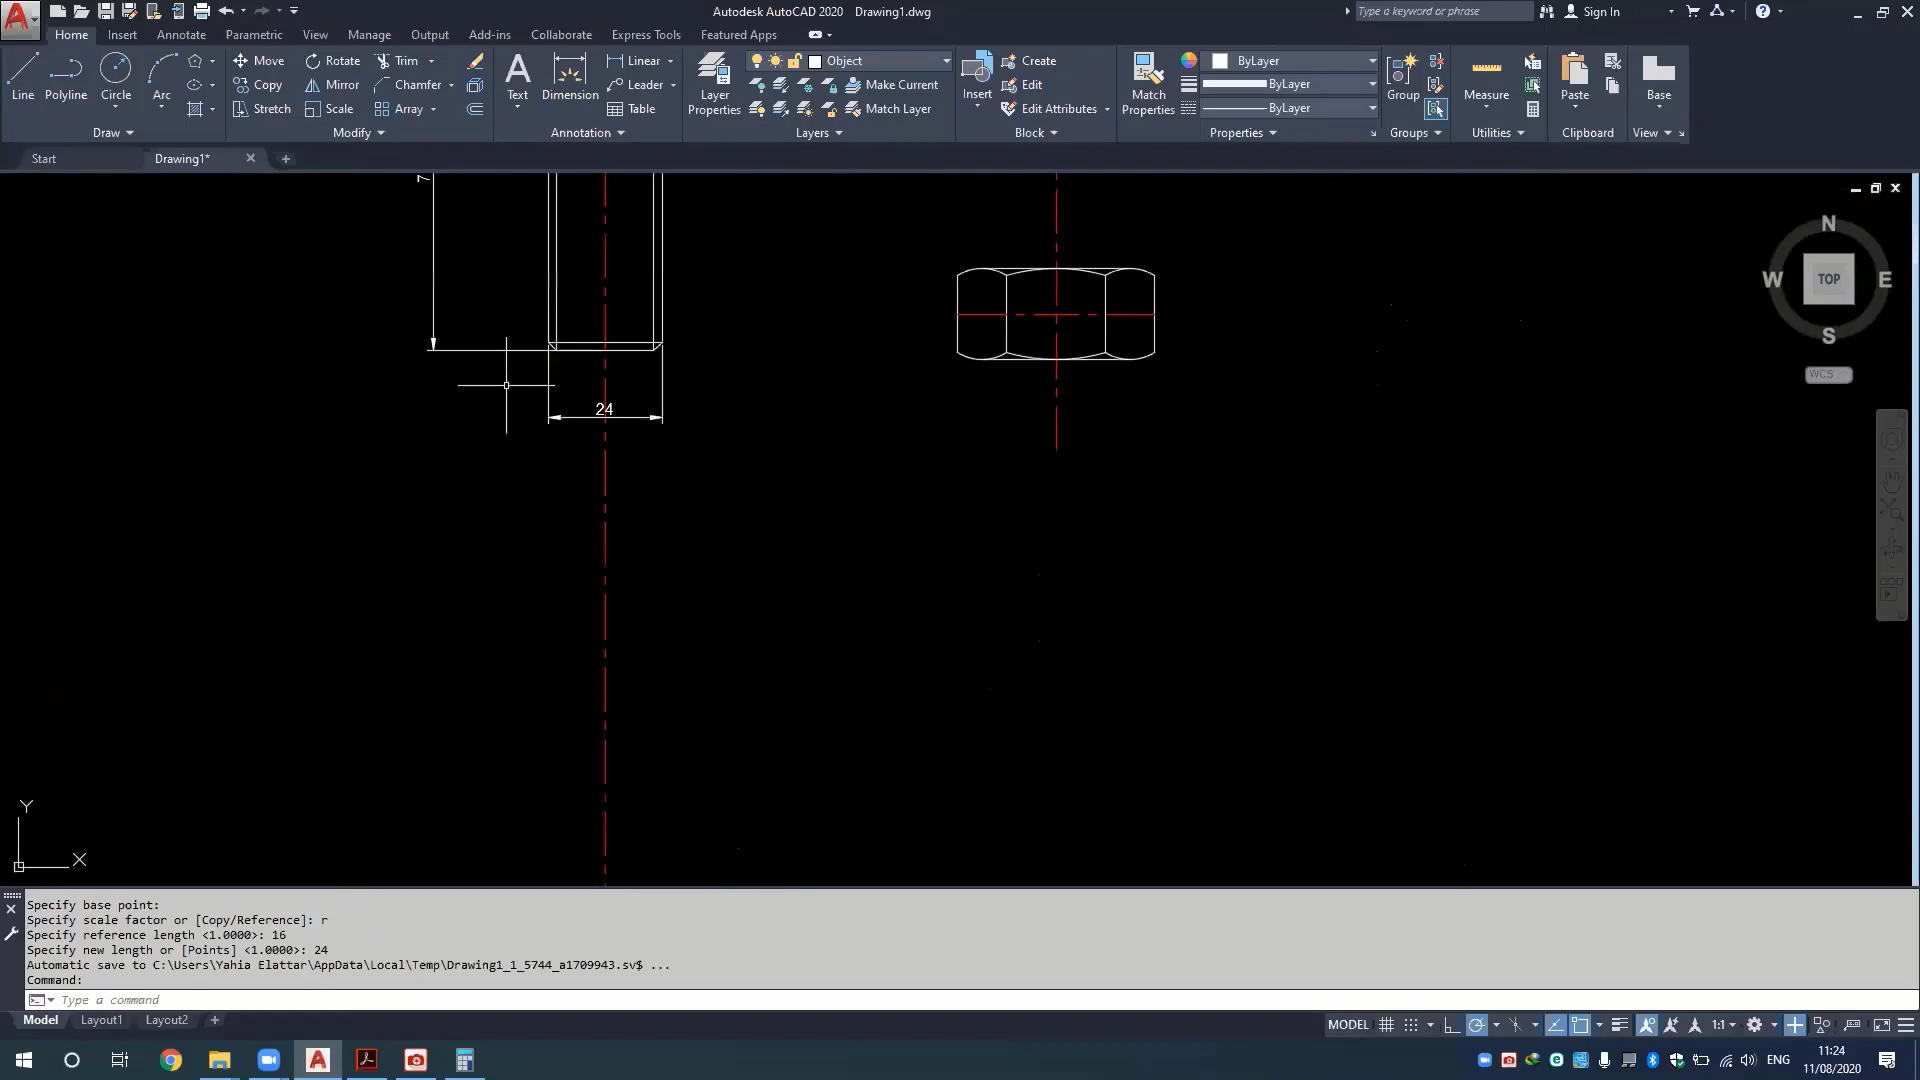 Autodesk AutoCAD 2020 Drawing1.dwg
Type a keyword or phrase
Sign In
Home Insert Annotate Parametric View Manage Output Add-ins Collaborate Express Tools Featured Apps
Line
Polyline
Circle
Arc
Draw
Move Rotate Trim
Copy Mirror Chamfer
Stretch Scale Array
Modify
Text
Dimension
Linear
Leader
Table
Annotation
Layer
Properties
Object
Make Current
Match Layer
Layers
Insert
Create
Edit
Edit Attributes
Block
Match
Properties
ByLayer
ByLayer
ByLayer
Properties
Group
Groups
Measure
Utilities
Paste
Clipboard
Base
View
Start Drawing1*
7
24
N
W TOP E
S
WCS
Y
X
Specify base point:
Specify scale factor or [Copy/Reference]: r
Specify reference length <1.0000>: 16
Specify new length or [Points] <1.0000>: 24
Automatic save to C:\Users\Yahia Elattar\AppData\Local\Temp\Drawing1_1_5744_a1709943.sv$ ...
Command:
Type a command
Model Layout1 Layout2
MODEL 1:1
ENG
11:24
11/08/2020